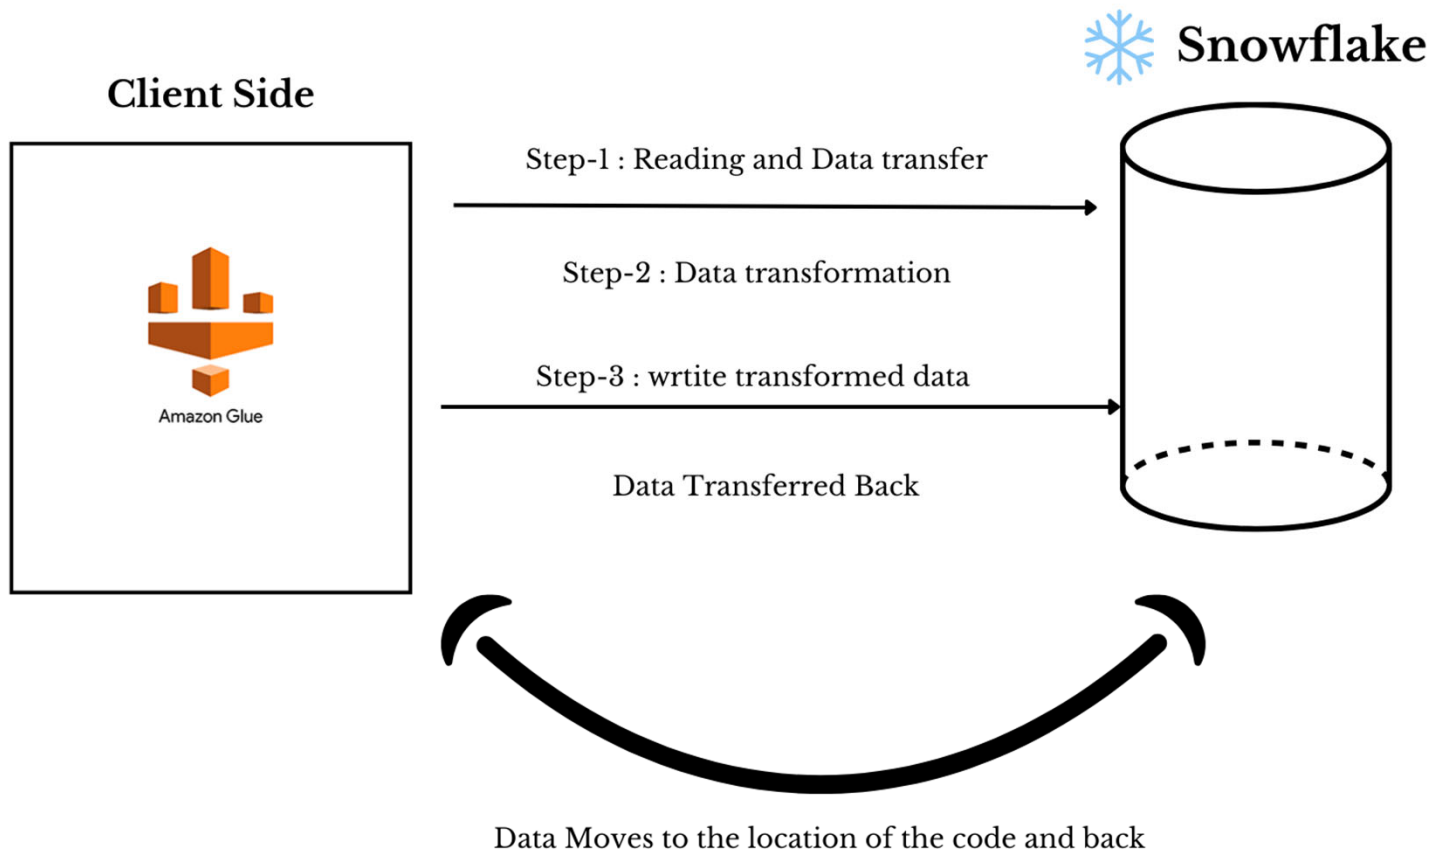 Snowflake
Client Side
Step-1 : Reading and Data transfer
Step-2 : Data transformation
Step-3 : wrtite transformed data
Amazon Glue
Data Transferred Back
Data Moves to the location of the code and back